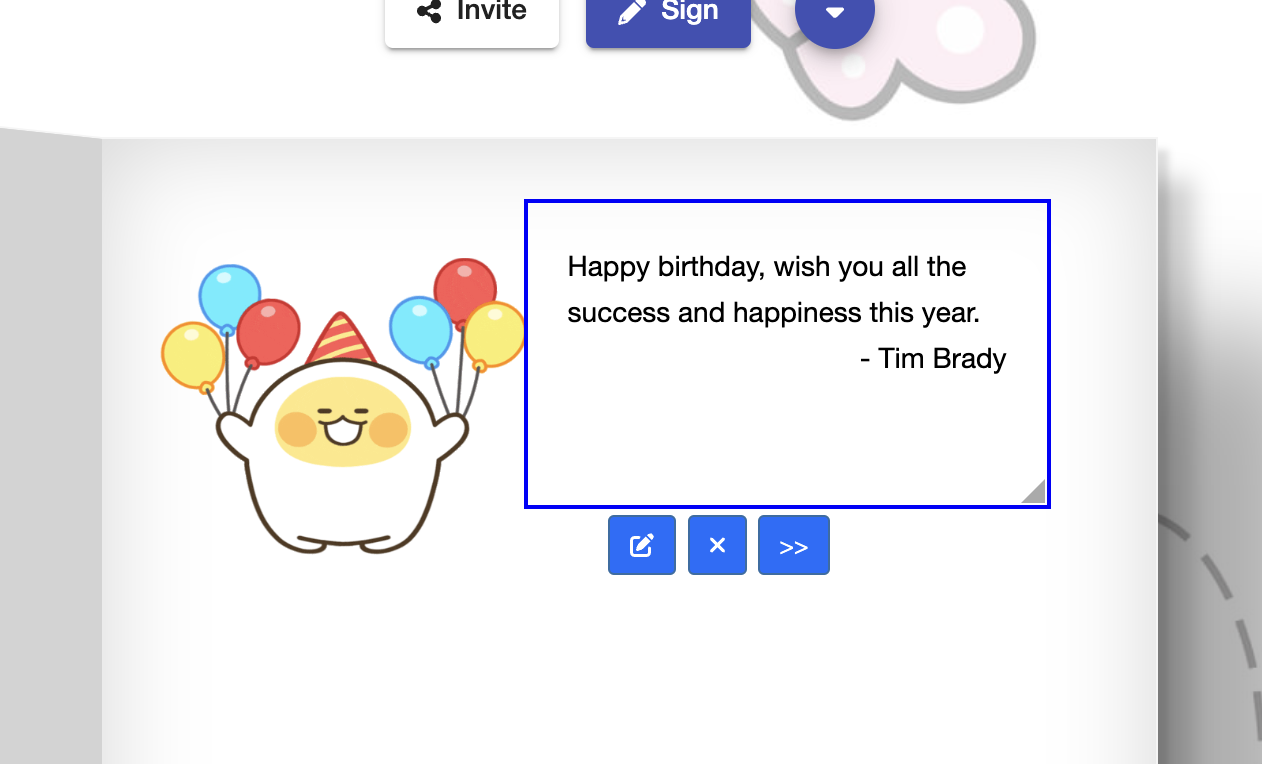 Invite
Sign
Happy birthday, wish you all the
success and happiness this year.
- Tim Brady
>>